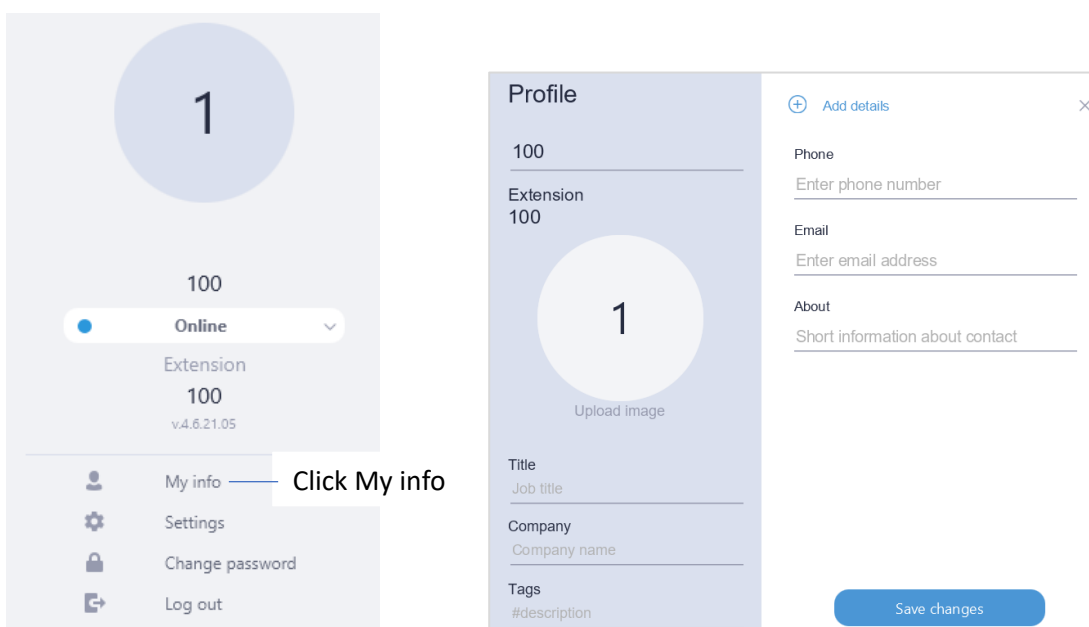 1
100
Online
Extension
100
v.4.6.21.05
My info
Click My info
Settings
Change password
Log out
Profile
100
Extension
100
1
Upload image
Title
Job title
Company
Company name
Tags
#description
Add details
Phone
Enter phone number
Email
Enter email address
About
Short information about contact
Save changes